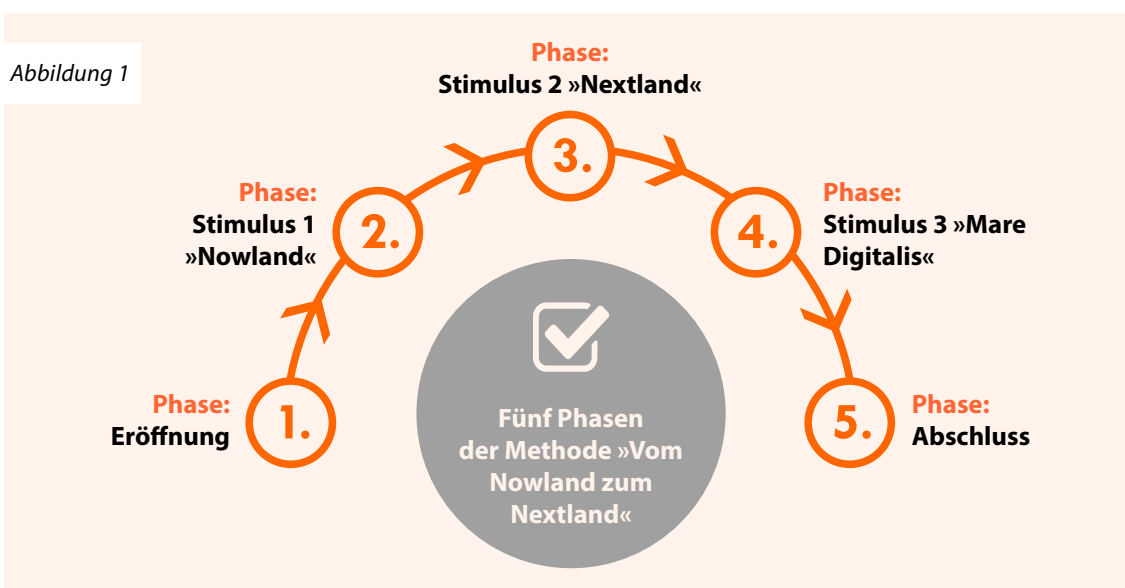 Abbildung 1
Phase:
Eröffnung
1.
Phase:
Stimulus 1
»Nowland«
2.
Phase:
Stimulus 2 »Nextland«
3.
Phase:
Stimulus 3 »Mare
Digitalis«
4.
Phase:
Abschluss
5.
Fünf Phasen
der Methode »Vom
Nowland zum
Nextland«